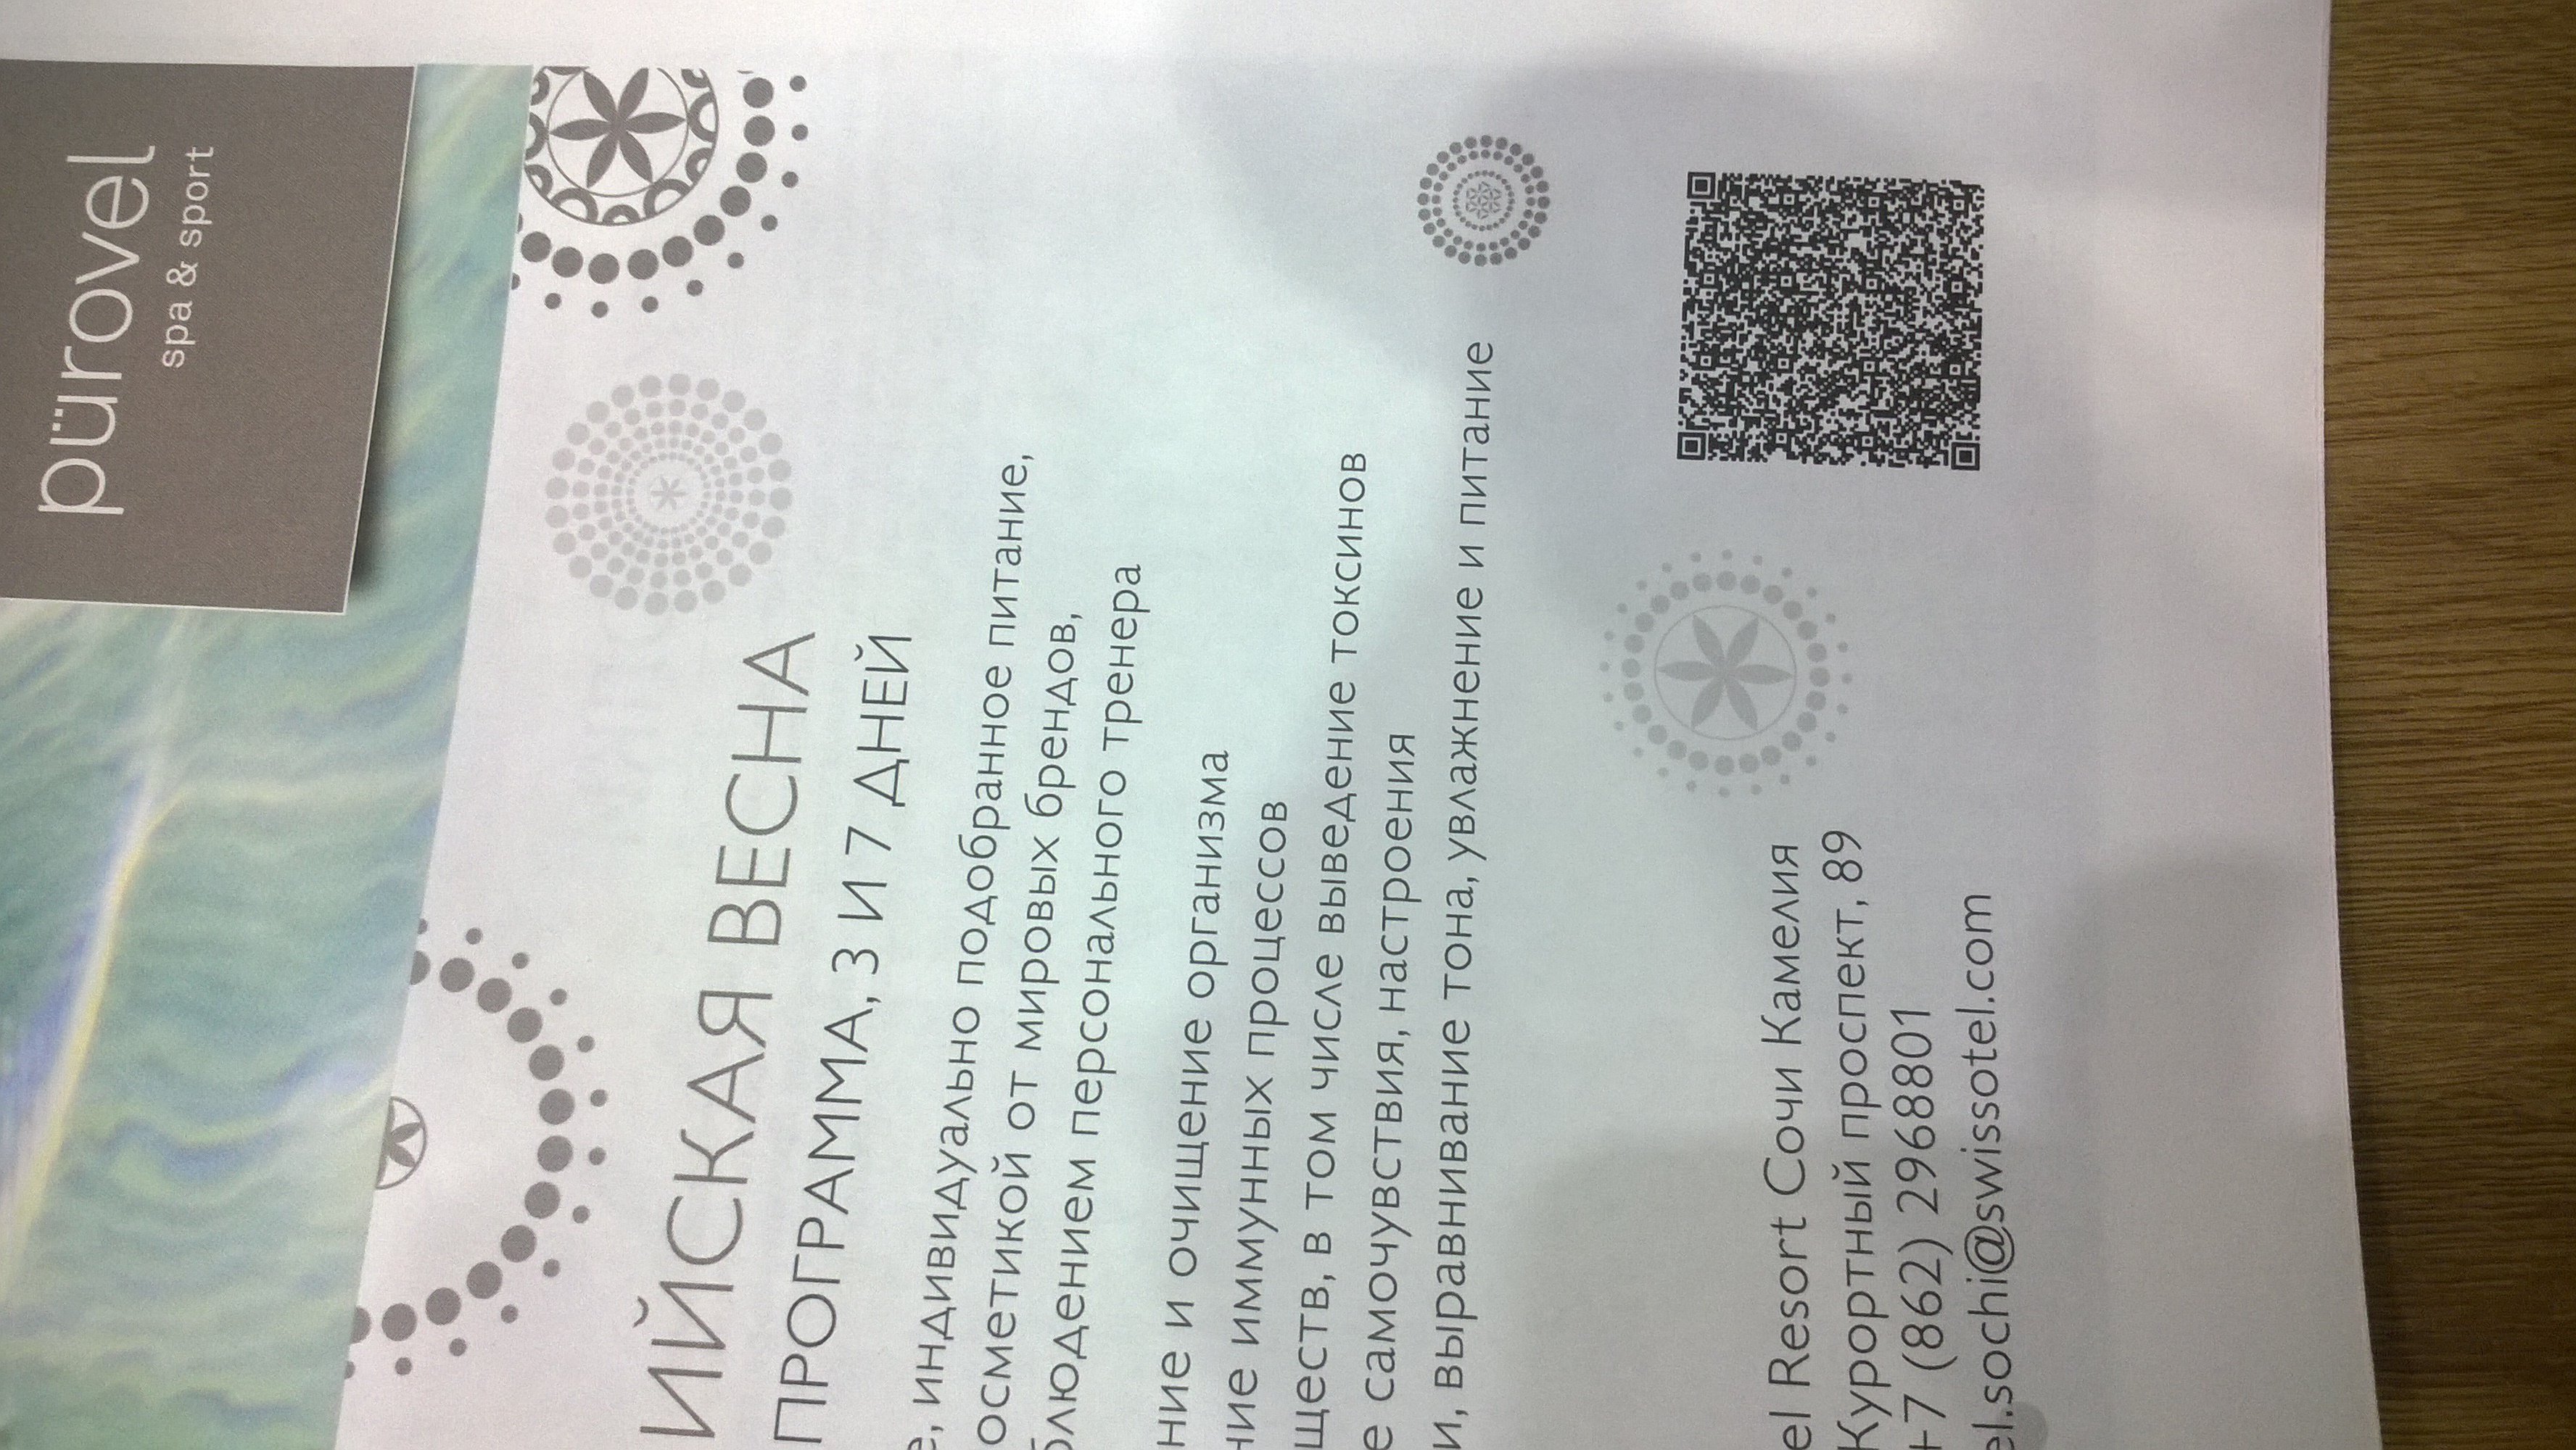 pürovel
spa & sport
ИЙСКАЯ ВЕСНА
ПРОГРАММА, 3 И 7 ДНЕЙ
е, индивидуально подобранное питание,
осметикой от мировых брендов,
блюдением персонального тренера
ние и очищение организма
ние иммунных процессов
ществ, в том числе выведение токсинов
е самочувствия, настроения
и, выравнивание тона, увлажнение и питание
el Resort Сочи Камелия
Курортный проспект, 89
+7 (862) 2968801
el.sochi@swissotel.com